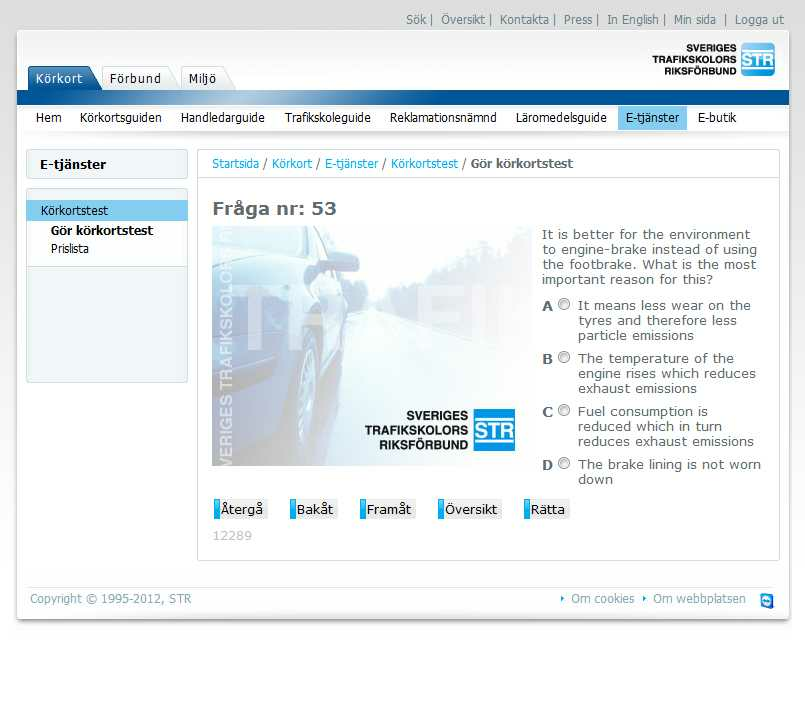 Sök | Översikt | Kontakta | Press | In English | Min sida | Logga ut
SVERIGES
TRAFIKSKOLORS
RIKSFÖRBUND
STR
Körkort Förbund Miljö
Hem Körkortsguiden Handledarguide Trafikskoleguide Reklamationsnämnd Läromedelsguide E-tjänster E-butik
E-tjänster
Körkortstest
Gör körkortstest
Prislista
Startsida / Körkort / E-tjänster / Körkortstest / Gör körkortstest
Fråga nr: 53
TRAFI
SVERIGES
TRAFIKSKOLORS
RIKSFÖRBUND
STR
It is better for the environment
to engine-brake instead of using
the footbrake. What is the most
important reason for this?
A It means less wear on the
tyres and therefore less
particle emissions
B The temperature of the
engine rises which reduces
exhaust emissions
C Fuel consumption is
reduced which in turn
reduces exhaust emissions
D The brake lining is not worn
down
Återgå Bakåt Framåt Översikt Rätta
12289
Copyright © 1995-2012, STR
Om cookies Om webbplatsen